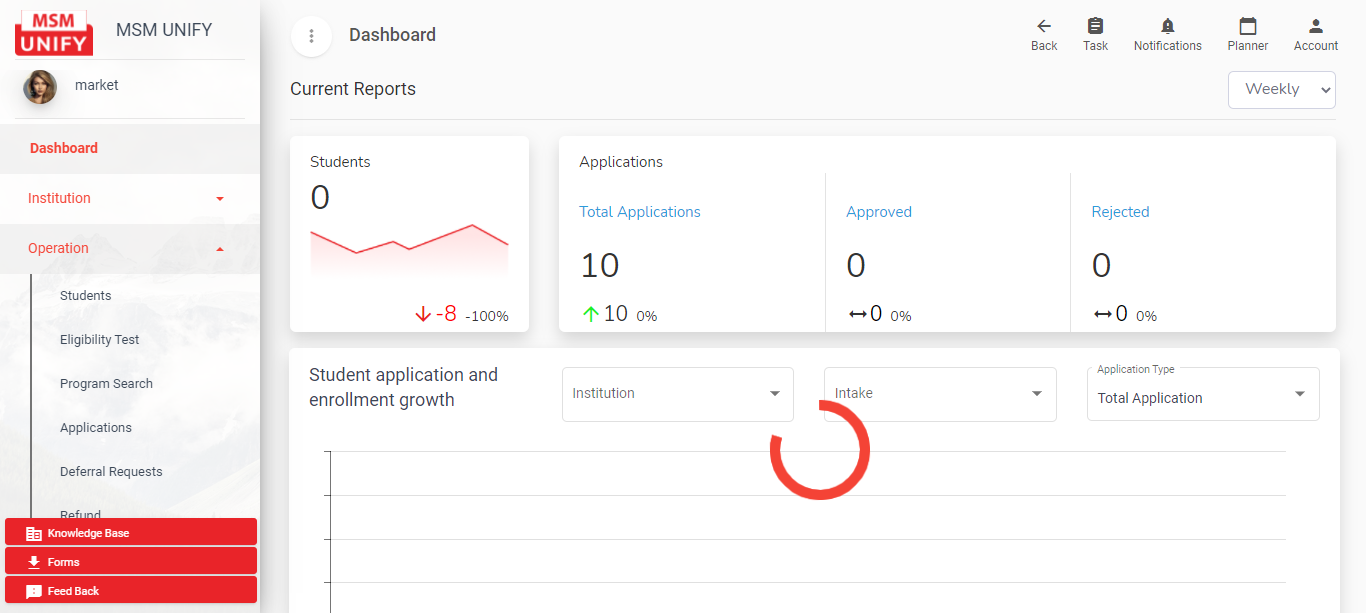 MSM
UNIFY
MSM UNIFY
market
Dashboard
Institution
Operation
Students
Eligibility Test
Program Search
Applications
Deferral Requests
Refund
Knowledge Base
Forms
Feed Back
Dashboard
Back
Task
Notifications
Planner
Account
Current Reports
Weekly
Students
0
-8 -100%
Applications
Total Applications
10
10 0%
Approved
0
0 0%
Rejected
0
0 0%
Student application and
enrollment growth
Institution
Intake
Application Type
Total Application